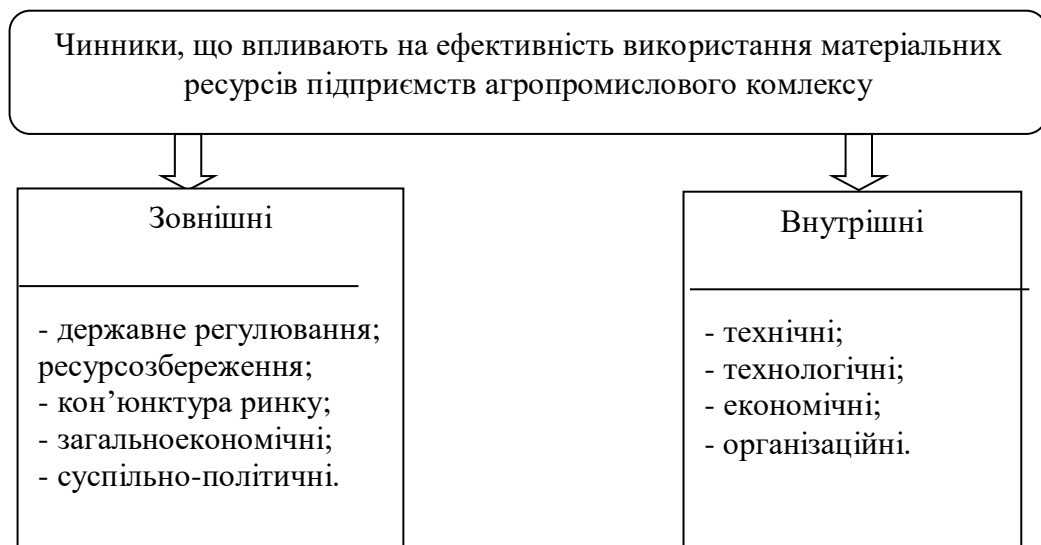 Чинники, що впливають на ефективність використання матеріальних
ресурсів підприємств агропромислового комлексу
Зовнішні
- державне регулювання;
ресурсозбереження;
- кон’юнктура ринку;
- загальноекономічні;
- суспільно-політичні.
Внутрішні
- технічні;
- технологічні;
- економічні;
- організаційні.